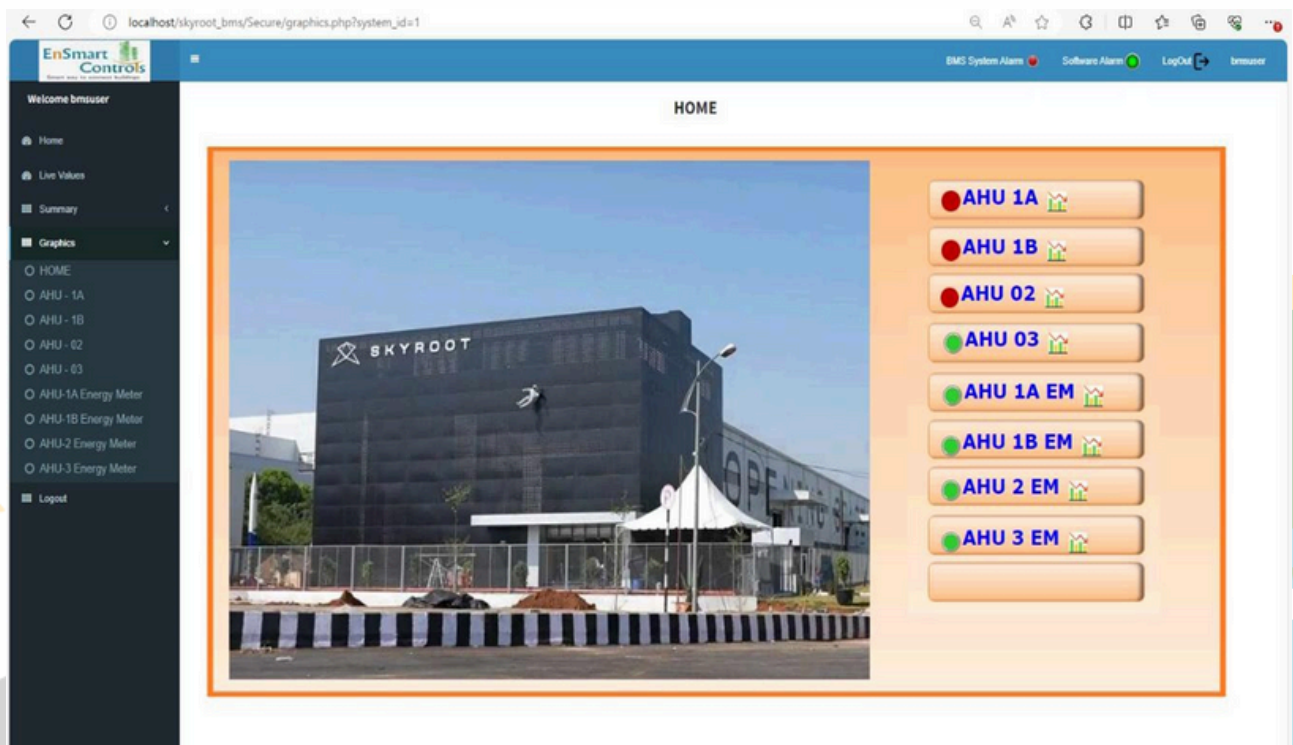 localhost/skyroot_bms/Secure/graphics.php?system_id=1
EnSmart
Controls
BMS System Alarm
Software Alarm
LogOut
bmsuser
Welcome bmsuser
HOME
Home
Live Values
Summary
Graphics
HOME
AHU - 1A
AHU - 1B
AHU - 02
AHU - 03
AHU-1A Energy Meter
AHU-1B Energy Meter
AHU-2 Energy Meter
AHU-3 Energy Meter
Logout
SKYROOT
AHU 1A
AHU 1B
AHU 02
AHU 03
AHU 1A EM
AHU 1B EM
AHU 2 EM
AHU 3 EM